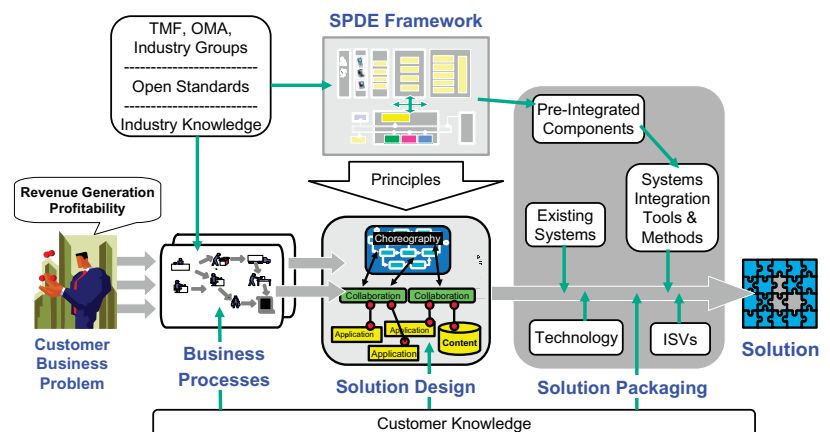 SPDE Framework
TMF, OMA,
Industry Groups
Open Standards
Industry Knowledge
Pre-Integrated
Components
Principles
Systems
Integration
Tools &
Methods
Existing
Systems
Revenue Generation
Profitability
Choreography
Collaboration
Collaboration
Application
Application
Application
Content
Technology
ISVs
Customer
Business
Problem
Business
Processes
Solution Design
Solution Packaging
Solution
Customer Knowledge